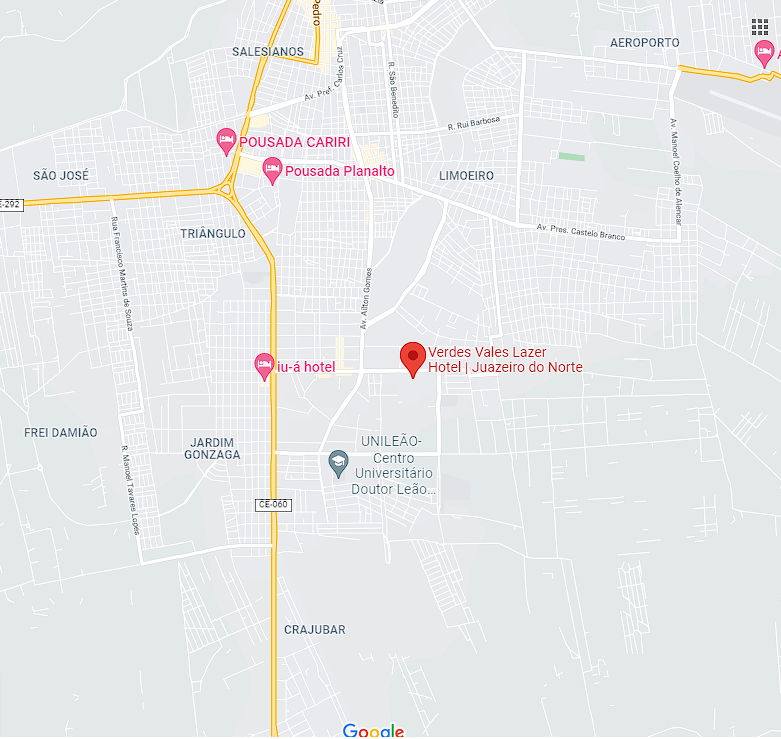 Pedro
SALESIANOS
AEROPORTO
Av. Pref. Carlos Cruz
R. São Benedito
R. Rui Barbosa
POUSADA CARIRI
Pousada Planalto
SÃO JOSÉ
LIMOEIRO
Av. Manoel Coelho de Alencar
CE-292
Rua Francisco Martins de Souza
TRIÂNGULO
Av. Pres. Castelo Branco
Av. Ailton Gomes
Verdes Vales Lazer
Hotel | Juazeiro do Norte
iu-á hotel
FREI DAMIÃO
JARDIM
GONZAGA
UNILEÃO-
Centro
Universitário
Doutor Leão...
R. Manoel Tavares Lopes
CE-060
CRAJUBAR
Google